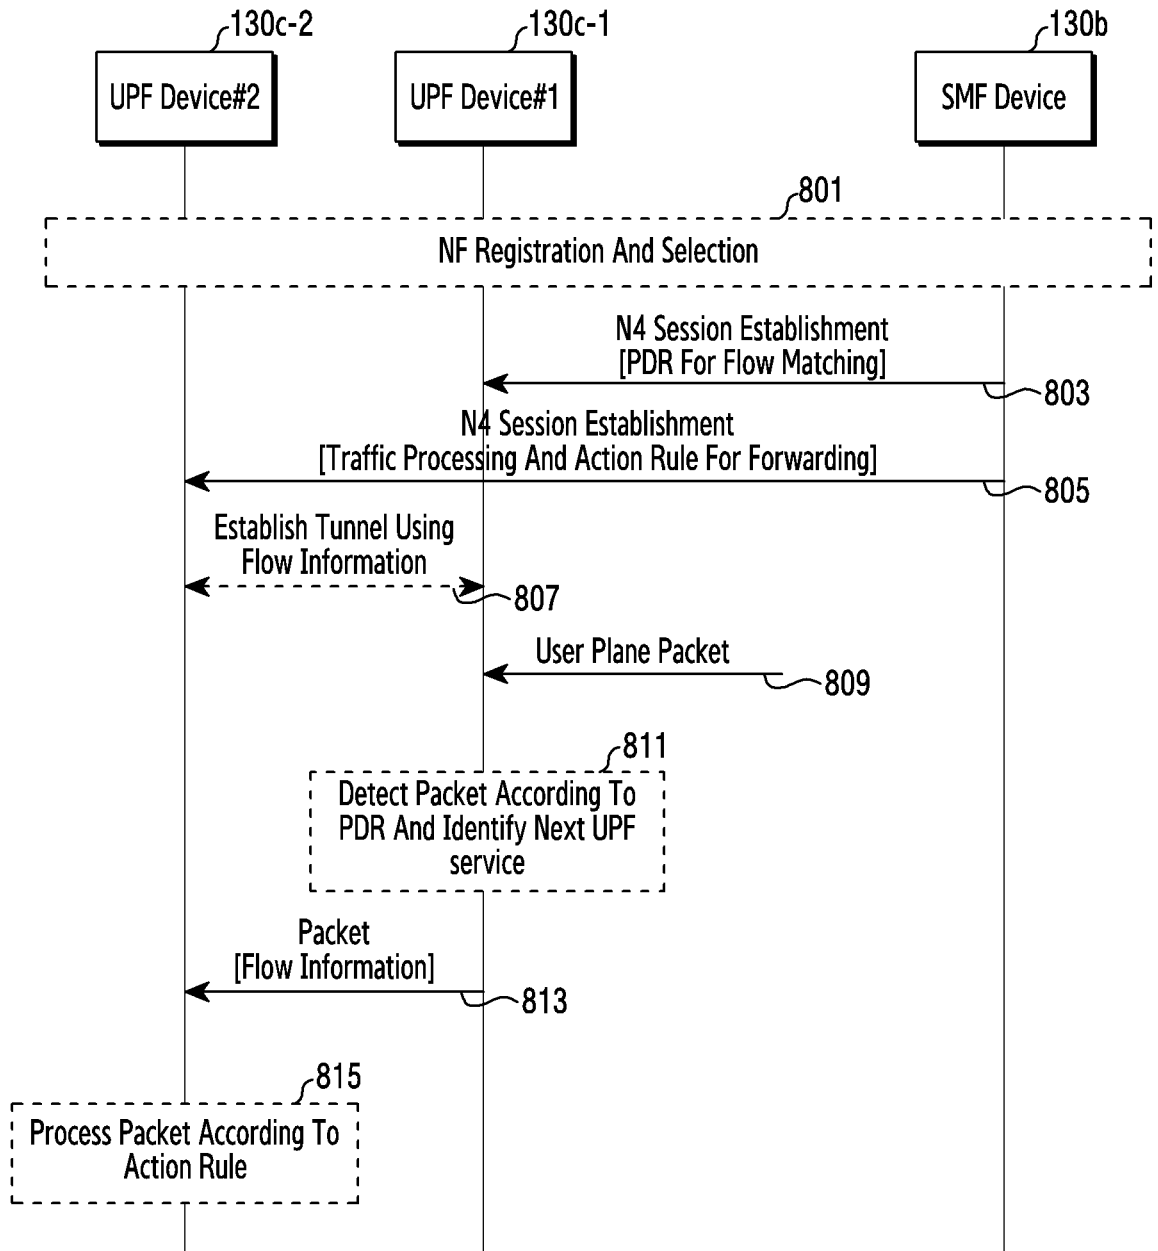 130c-2
130c-1
130b
UPF Device#2
UPF Device#1
SMF Device
801
NF Registration And Selection
N4 Session Establishment
[PDR For Flow Matching]
803
N4 Session Establishment
[Traffic Processing And Action Rule For Forwarding]
805
Establish Tunnel Using
Flow Information
807
User Plane Packet
809
811
Detect Packet According To
PDR And Identify Next UPF
service
Packet
[Flow Information]
813
815
Process Packet According To
Action Rule